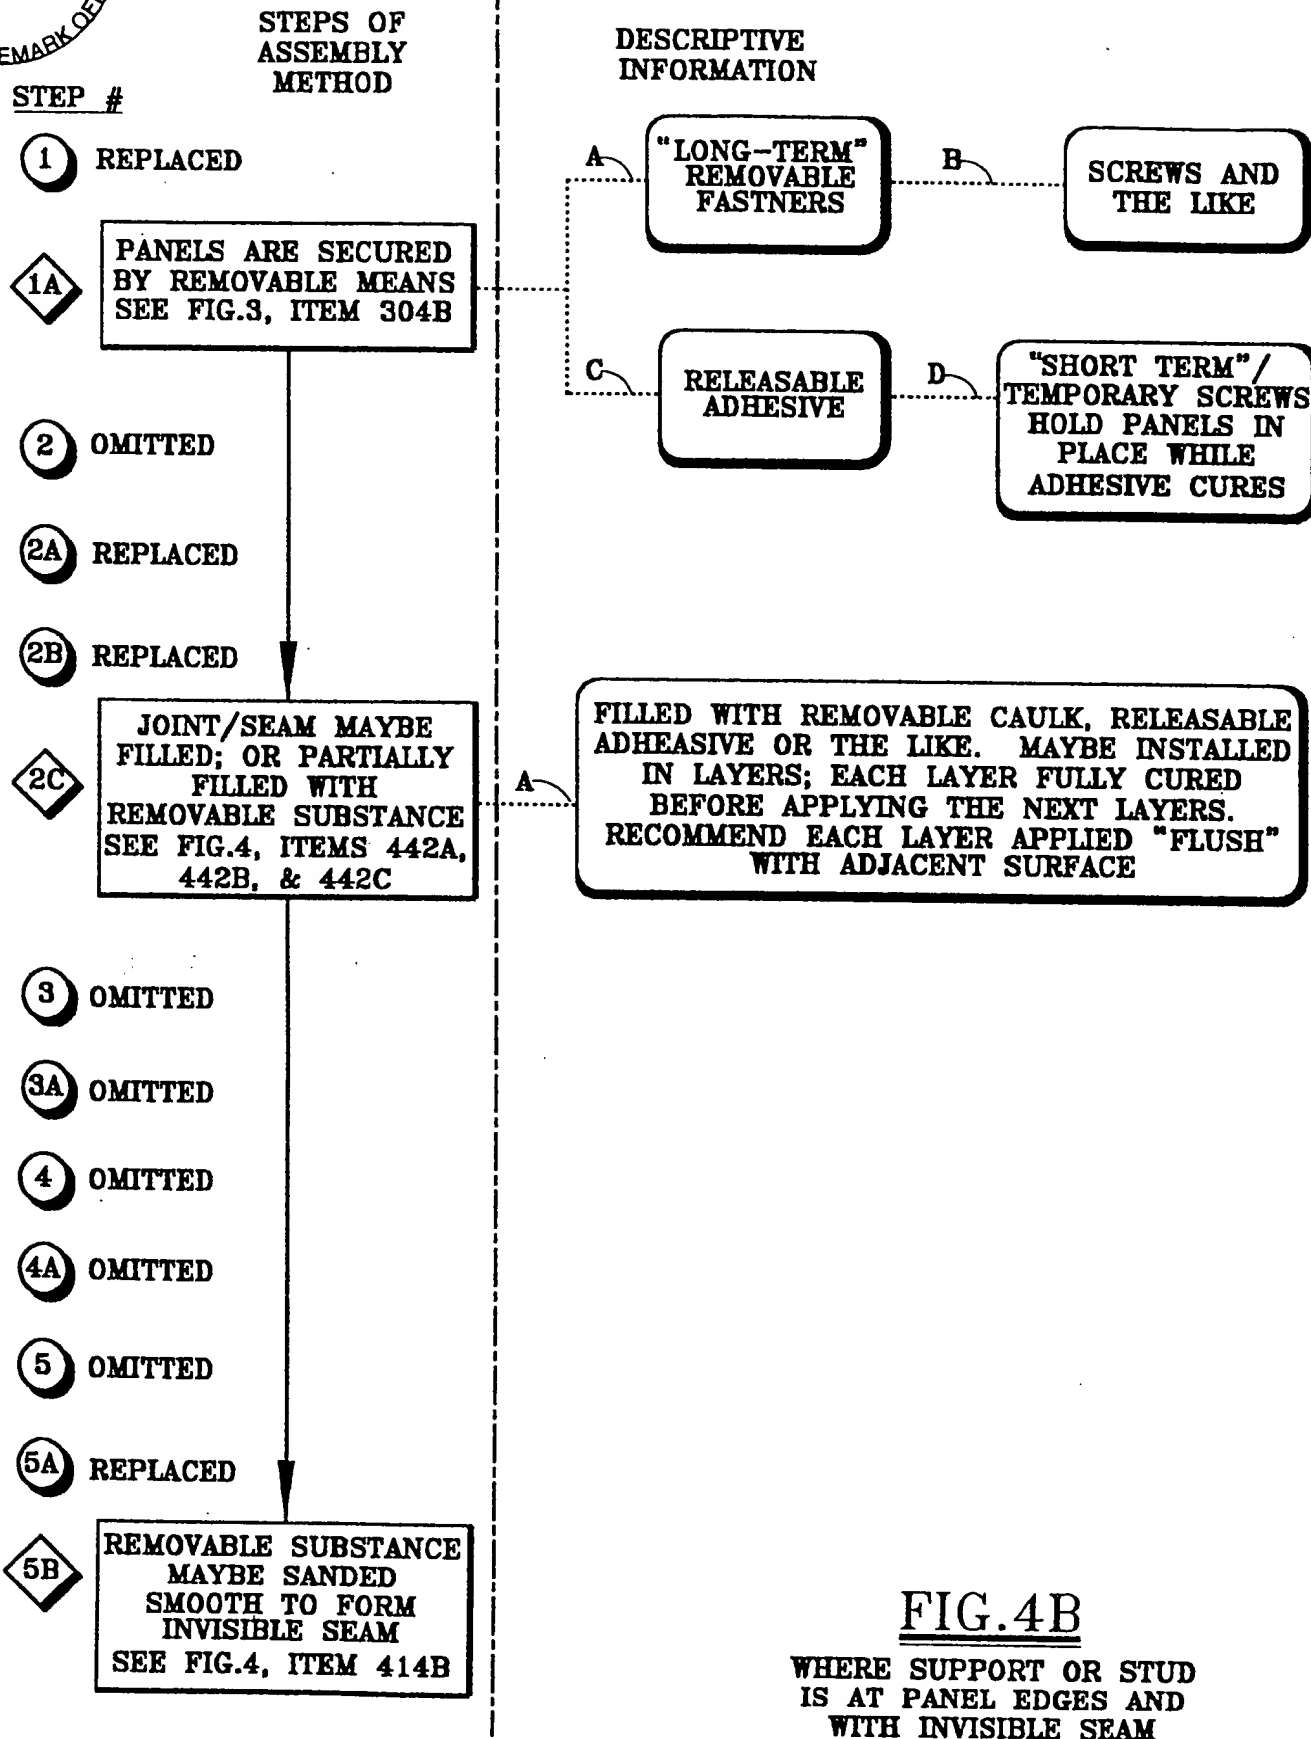 EMARK OF
STEPS OF
ASSEMBLY
METHOD
DESCRIPTIVE
INFORMATION
STEP #
1 REPLACED
1A
PANELS ARE SECURED
BY REMOVABLE MEANS
SEE FIG.3, ITEM 304B
A
"LONG-TERM"
REMOVABLE
FASTNERS
B
SCREWS AND
THE LIKE
C
RELEASABLE
ADHESIVE
D
"SHORT TERM"/
TEMPORARY SCREWS
HOLD PANELS IN
PLACE WHILE
ADHESIVE CURES
2 OMITTED
2A REPLACED
2B REPLACED
2C
JOINT/SEAM MAYBE
FILLED; OR PARTIALLY
FILLED WITH
REMOVABLE SUBSTANCE
SEE FIG.4, ITEMS 442A,
442B, & 442C
A
FILLED WITH REMOVABLE CAULK, RELEASABLE
ADHEASIVE OR THE LIKE. MAYBE INSTALLED
IN LAYERS; EACH LAYER FULLY CURED
BEFORE APPLYING THE NEXT LAYERS.
RECOMMEND EACH LAYER APPLIED "FLUSH"
WITH ADJACENT SURFACE
3 OMITTED
3A OMITTED
4 OMITTED
4A OMITTED
5 OMITTED
5A REPLACED
5B
REMOVABLE SUBSTANCE
MAYBE SANDED
SMOOTH TO FORM
INVISIBLE SEAM
SEE FIG.4, ITEM 414B
FIG.4B
WHERE SUPPORT OR STUD
IS AT PANEL EDGES AND
WITH INVISIBLE SEAM